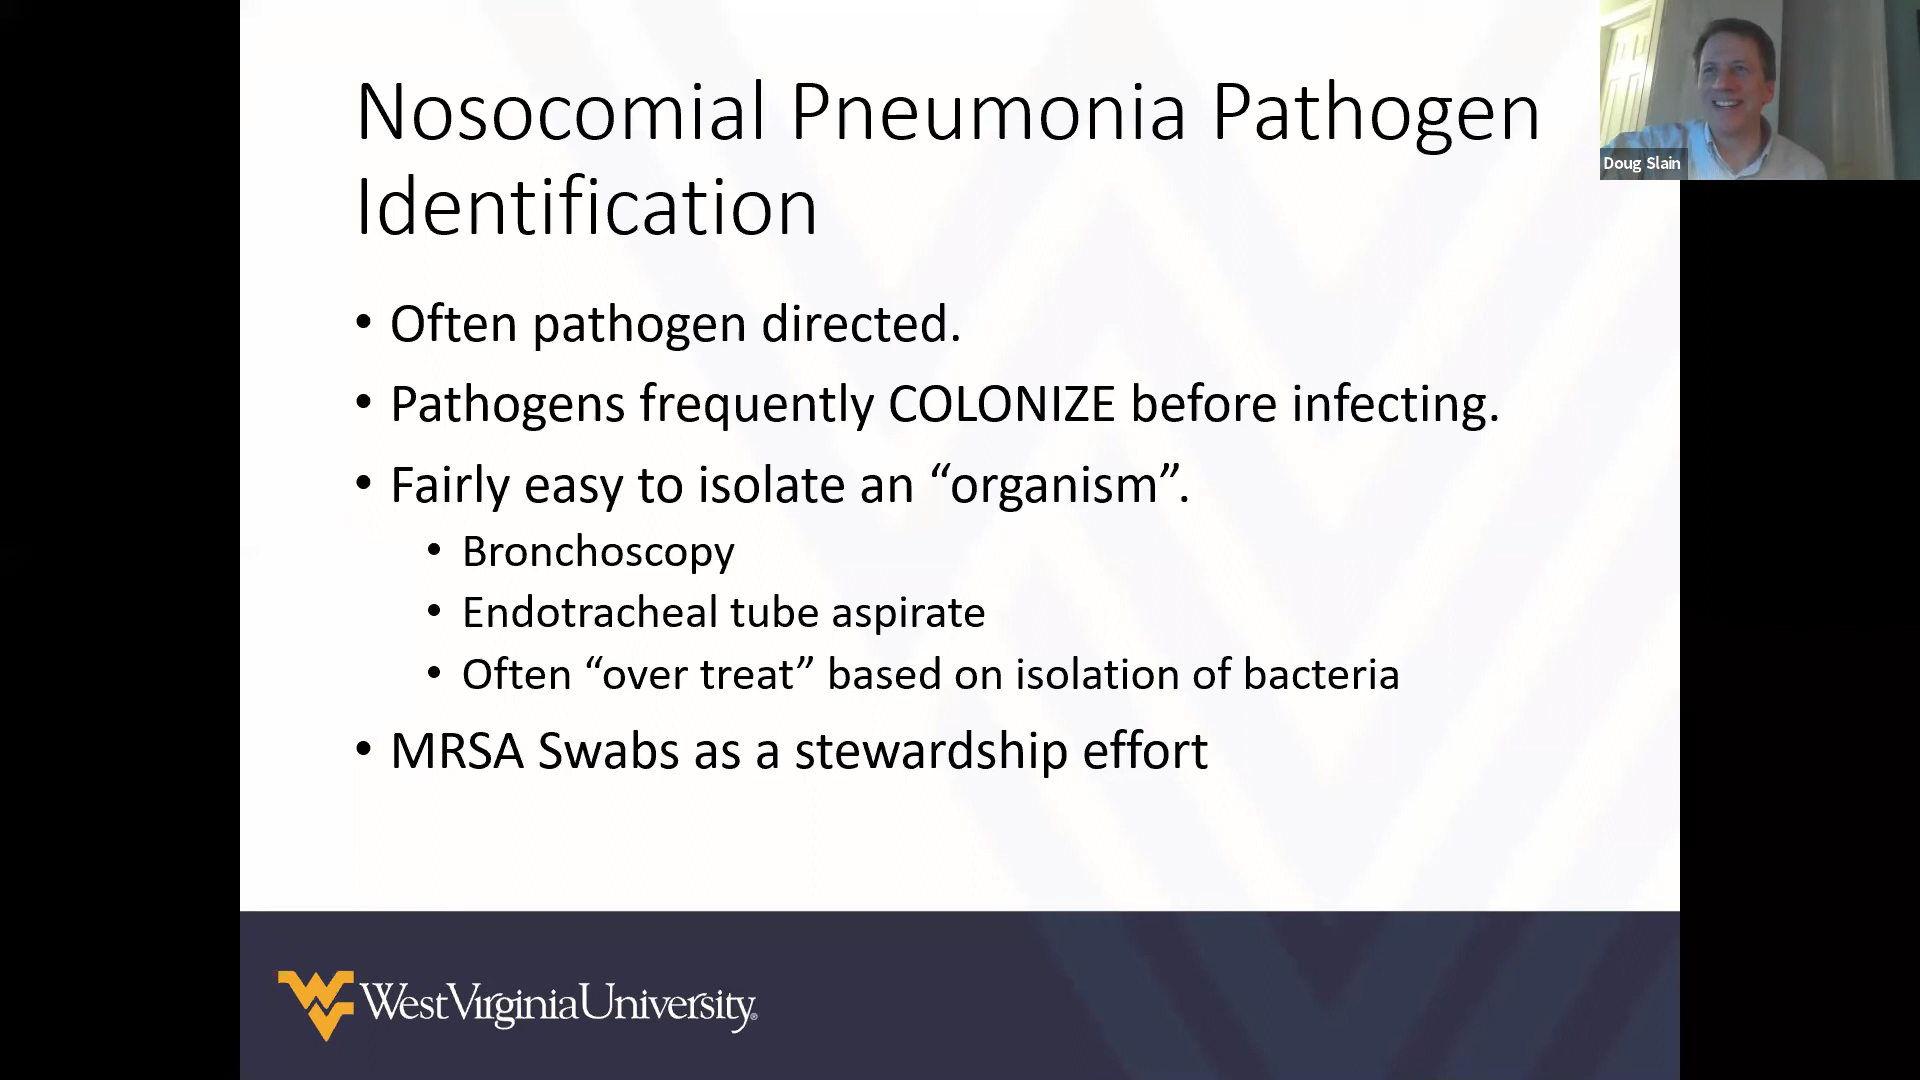 Nosocomial Pneumonia Pathogen
Identification
Doug Slain
• Often pathogen directed.
• Pathogens frequently COLONIZE before infecting.
• Fairly easy to isolate an “organism”.
• Bronchoscopy
• Endotracheal tube aspirate
• Often “over treat” based on isolation of bacteria
• MRSA Swabs as a stewardship effort
WestVirginiaUniversity®